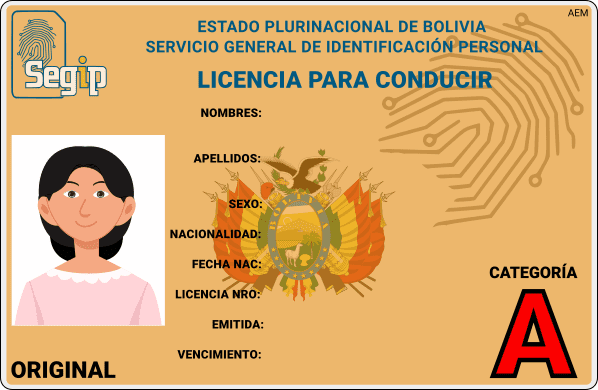 AEM
Segip
ESTADO PLURINACIONAL DE BOLIVIA
SERVICIO GENERAL DE IDENTIFICACIÓN PERSONAL
LICENCIA PARA CONDUCIR
NOMBRES:
APELLIDOS:
SEXO:
NACIONALIDAD:
FECHA NAC:
LICENCIA NRO:
EMITIDA:
VENCIMIENTO:
ORIGINAL
CATEGORÍA
A